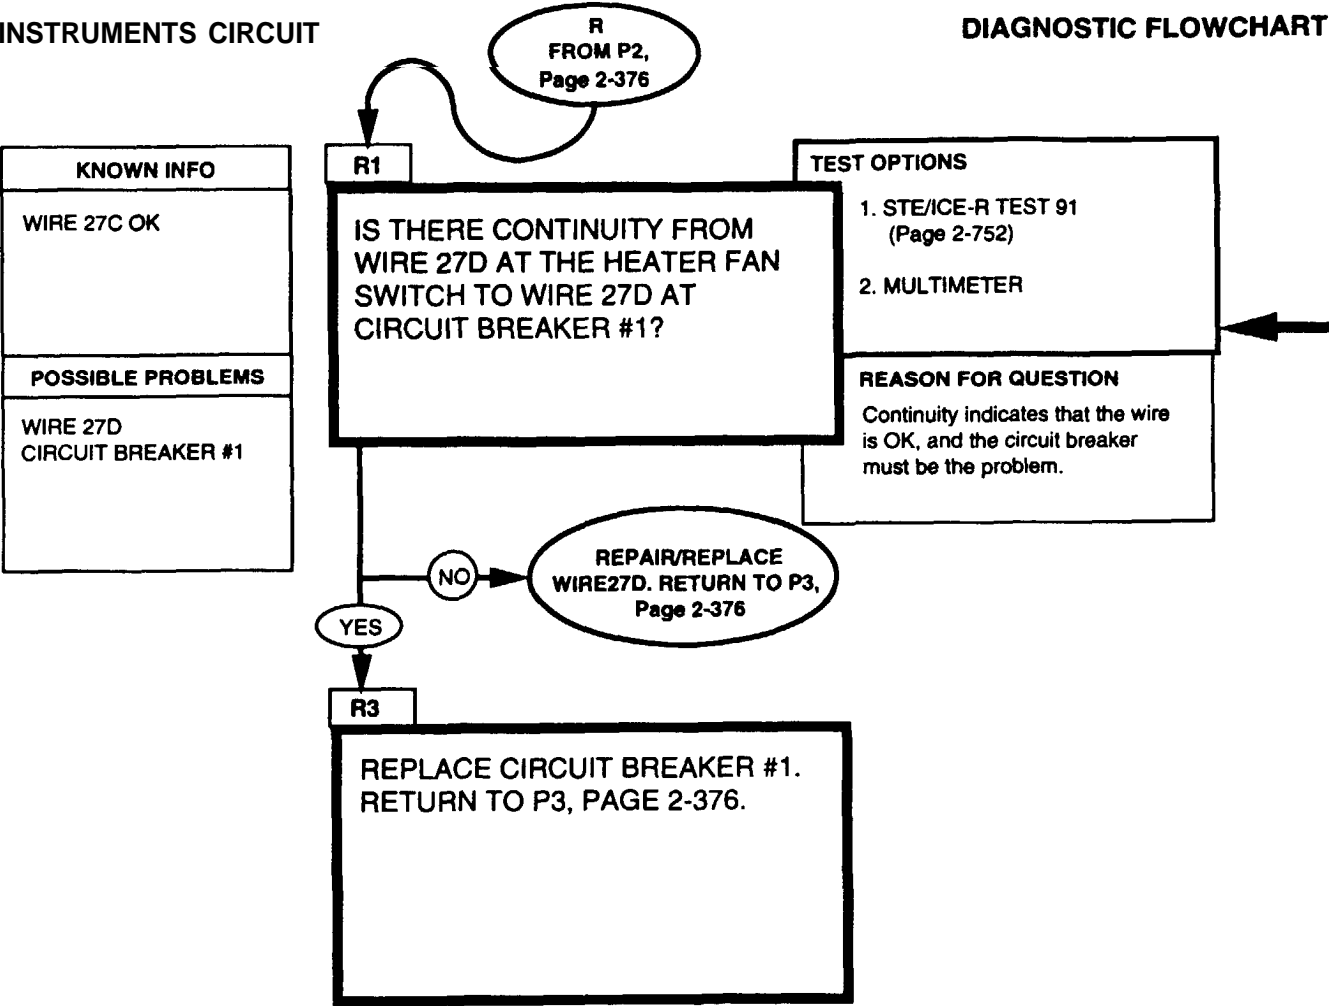 INSTRUMENTS CIRCUIT
DIAGNOSTIC FLOWCHART
R
FROM P2,
Page 2-376
KNOWN INFO
WIRE 27C OK
POSSIBLE PROBLEMS
WIRE 27D
CIRCUIT BREAKER #1
R1
IS THERE CONTINUITY FROM
WIRE 27D AT THE HEATER FAN
SWITCH TO WIRE 27D AT
CIRCUIT BREAKER #1?
TEST OPTIONS
1. STE/ICE-R TEST 91
(Page 2-752)
2. MULTIMETER
REASON FOR QUESTION
Continuity indicates that the wire
is OK, and the circuit breaker
must be the problem.
NO
REPAIR/REPLACE
WIRE27D. RETURN TO P3,
Page 2-376
YES
R3
REPLACE CIRCUIT BREAKER #1.
RETURN TO P3, PAGE 2-376.